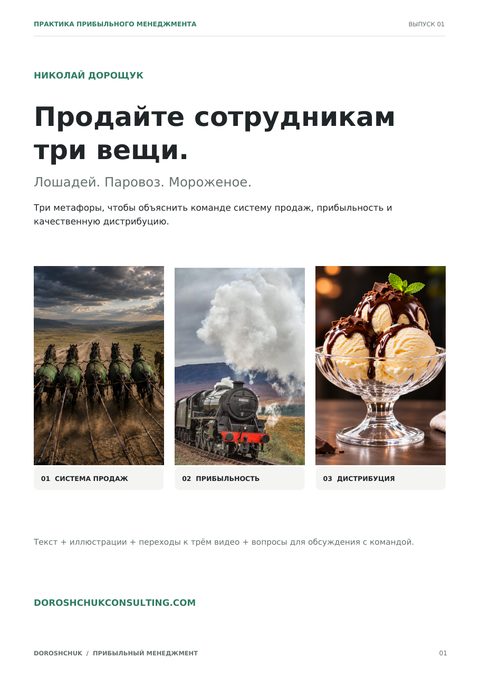 ПРАКТИКА ПРИБЫЛЬНОГО МЕНЕДЖМЕНТА
ВЫПУСК 01
НИКОЛАЙ ДОРОЩУК
Продайте сотрудникам
три вещи.
Лошадей. Паровоз. Мороженое.
Три метафоры, чтобы объяснить команде систему продаж, прибыльность и
качественную дистрибуцию.
01 СИСТЕМА ПРОДАЖ
02 ПРИБЫЛЬНОСТЬ
03 ДИСТРИБУЦИЯ
Текст + иллюстрации + переходы к трём видео + вопросы для обсуждения с командой.
DOROSHCHUKCONSULTING.COM
DOROSHCHUK / ПРИБЫЛЬНЫЙ МЕНЕДЖМЕНТ
01